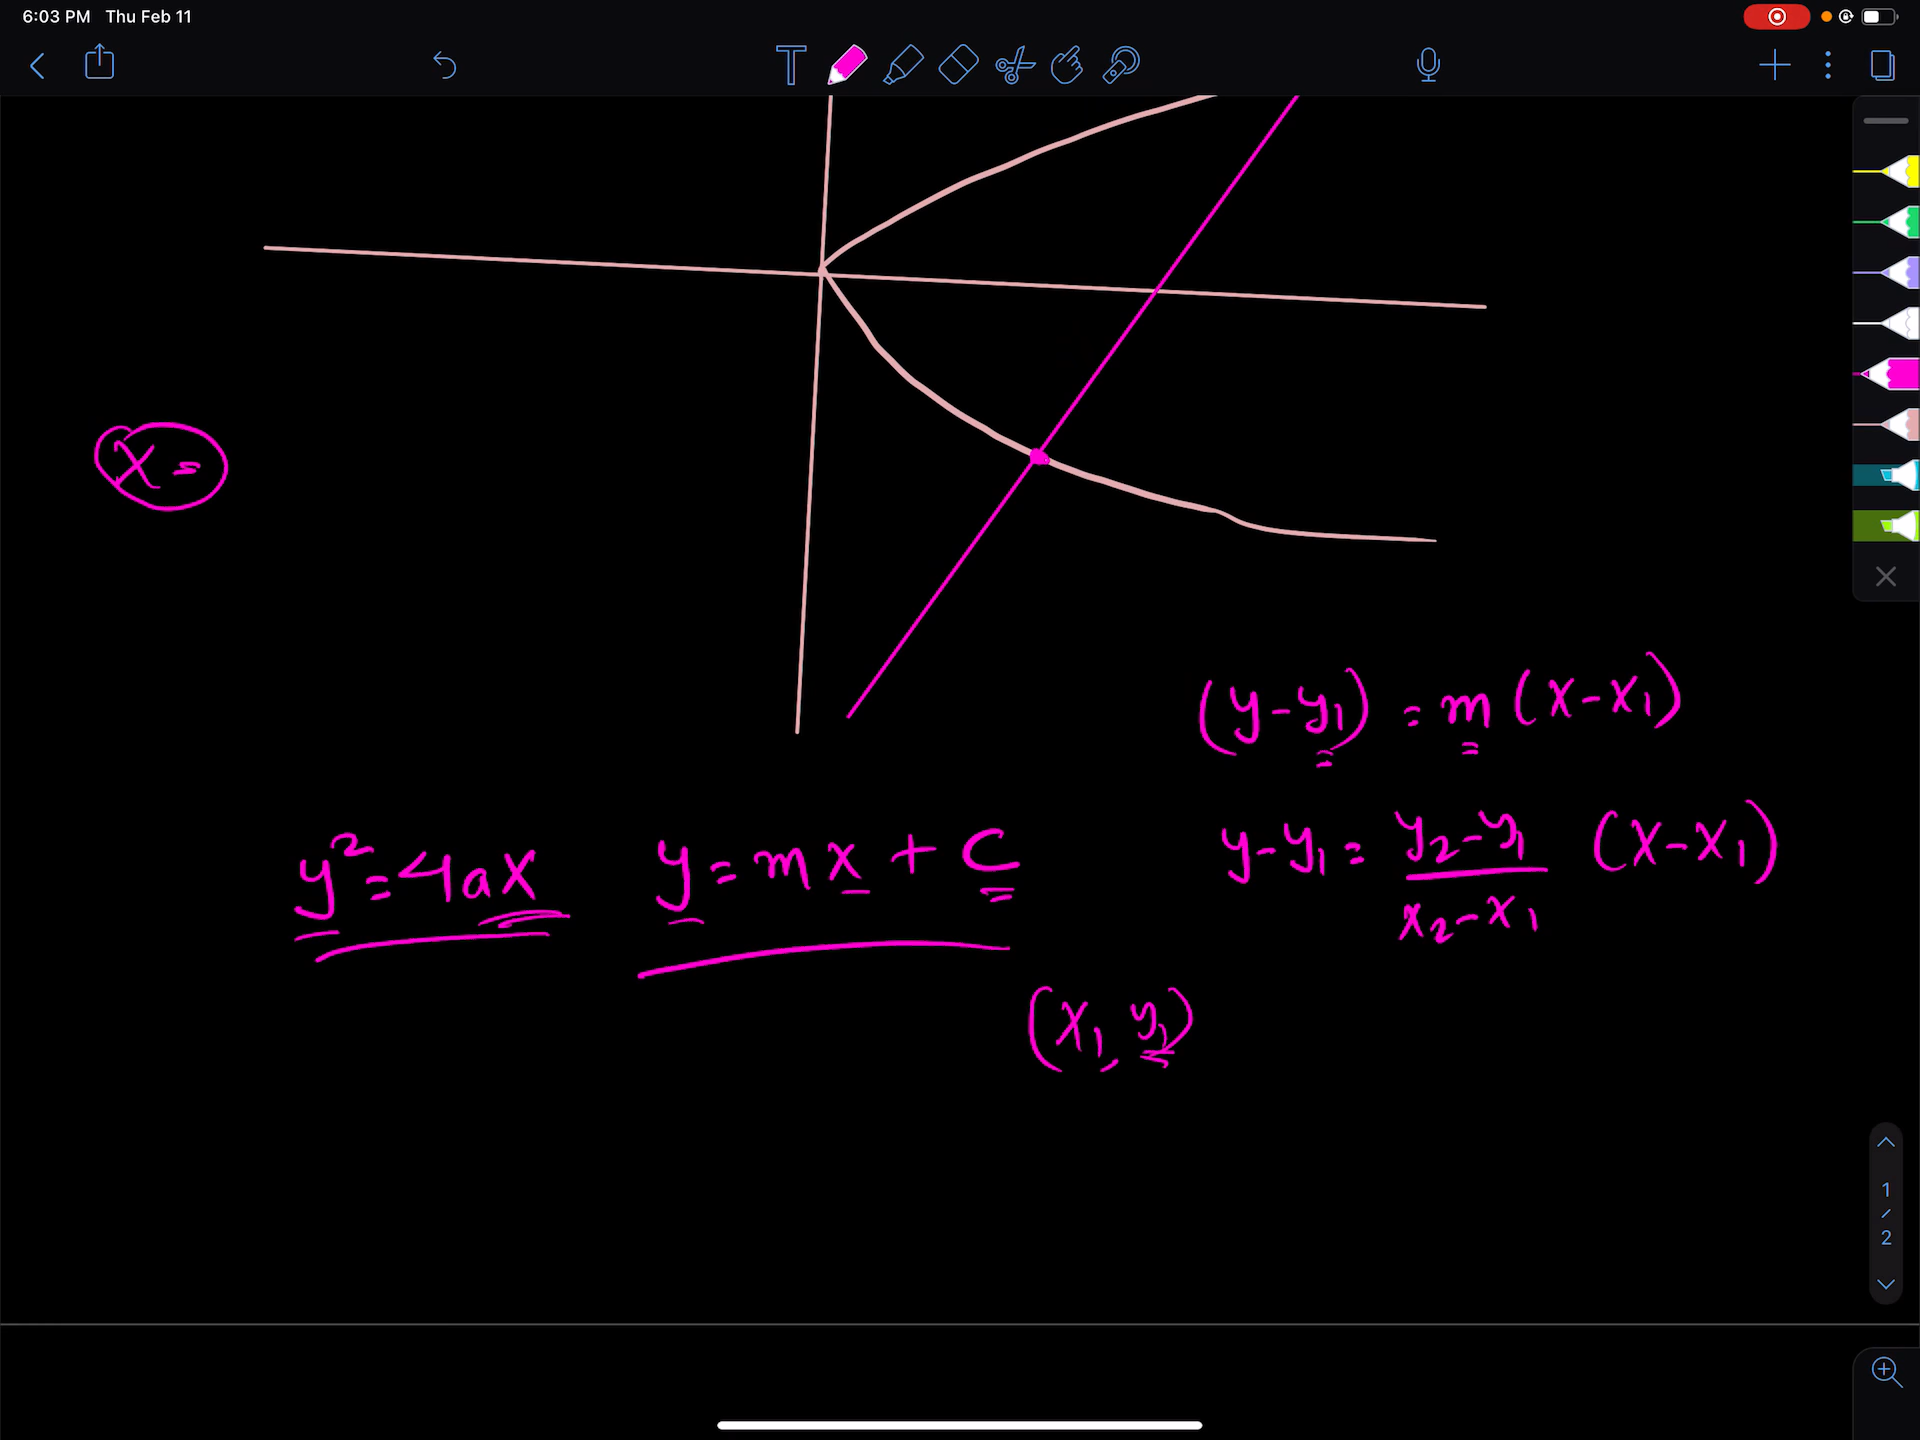 6:03 PM Thu Feb 11
X =
(y-y₁) = m (x-x₁)
y²=4ax
y = mx + c
y-y₁ = y₂-y₁ / x₂-x₁ (x-x₁)
(x₁, y₁)
1
/
2